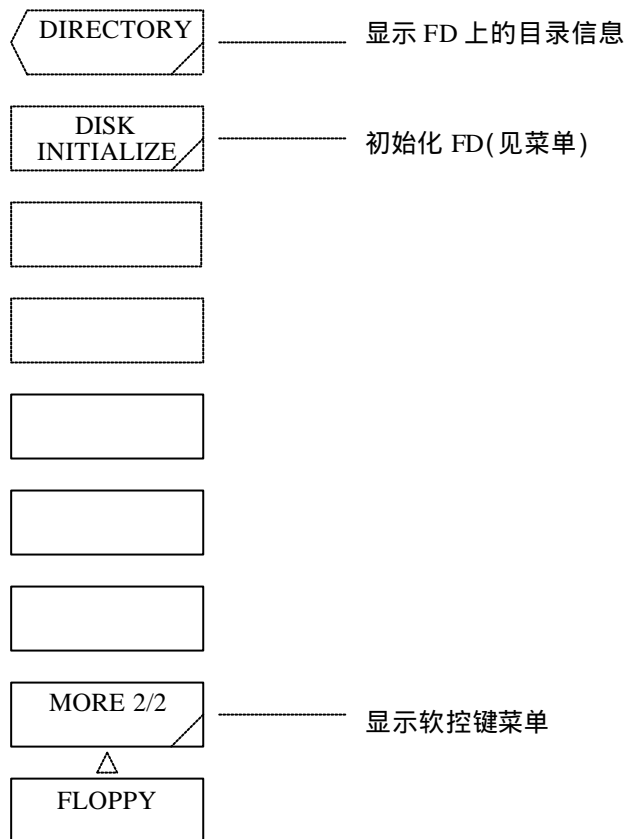 DIRECTORY
显示 FD 上的目录信息
DISK
INITIALIZE
初始化 FD(见菜单)
MORE 2/2
显示软控键菜单
FLOPPY